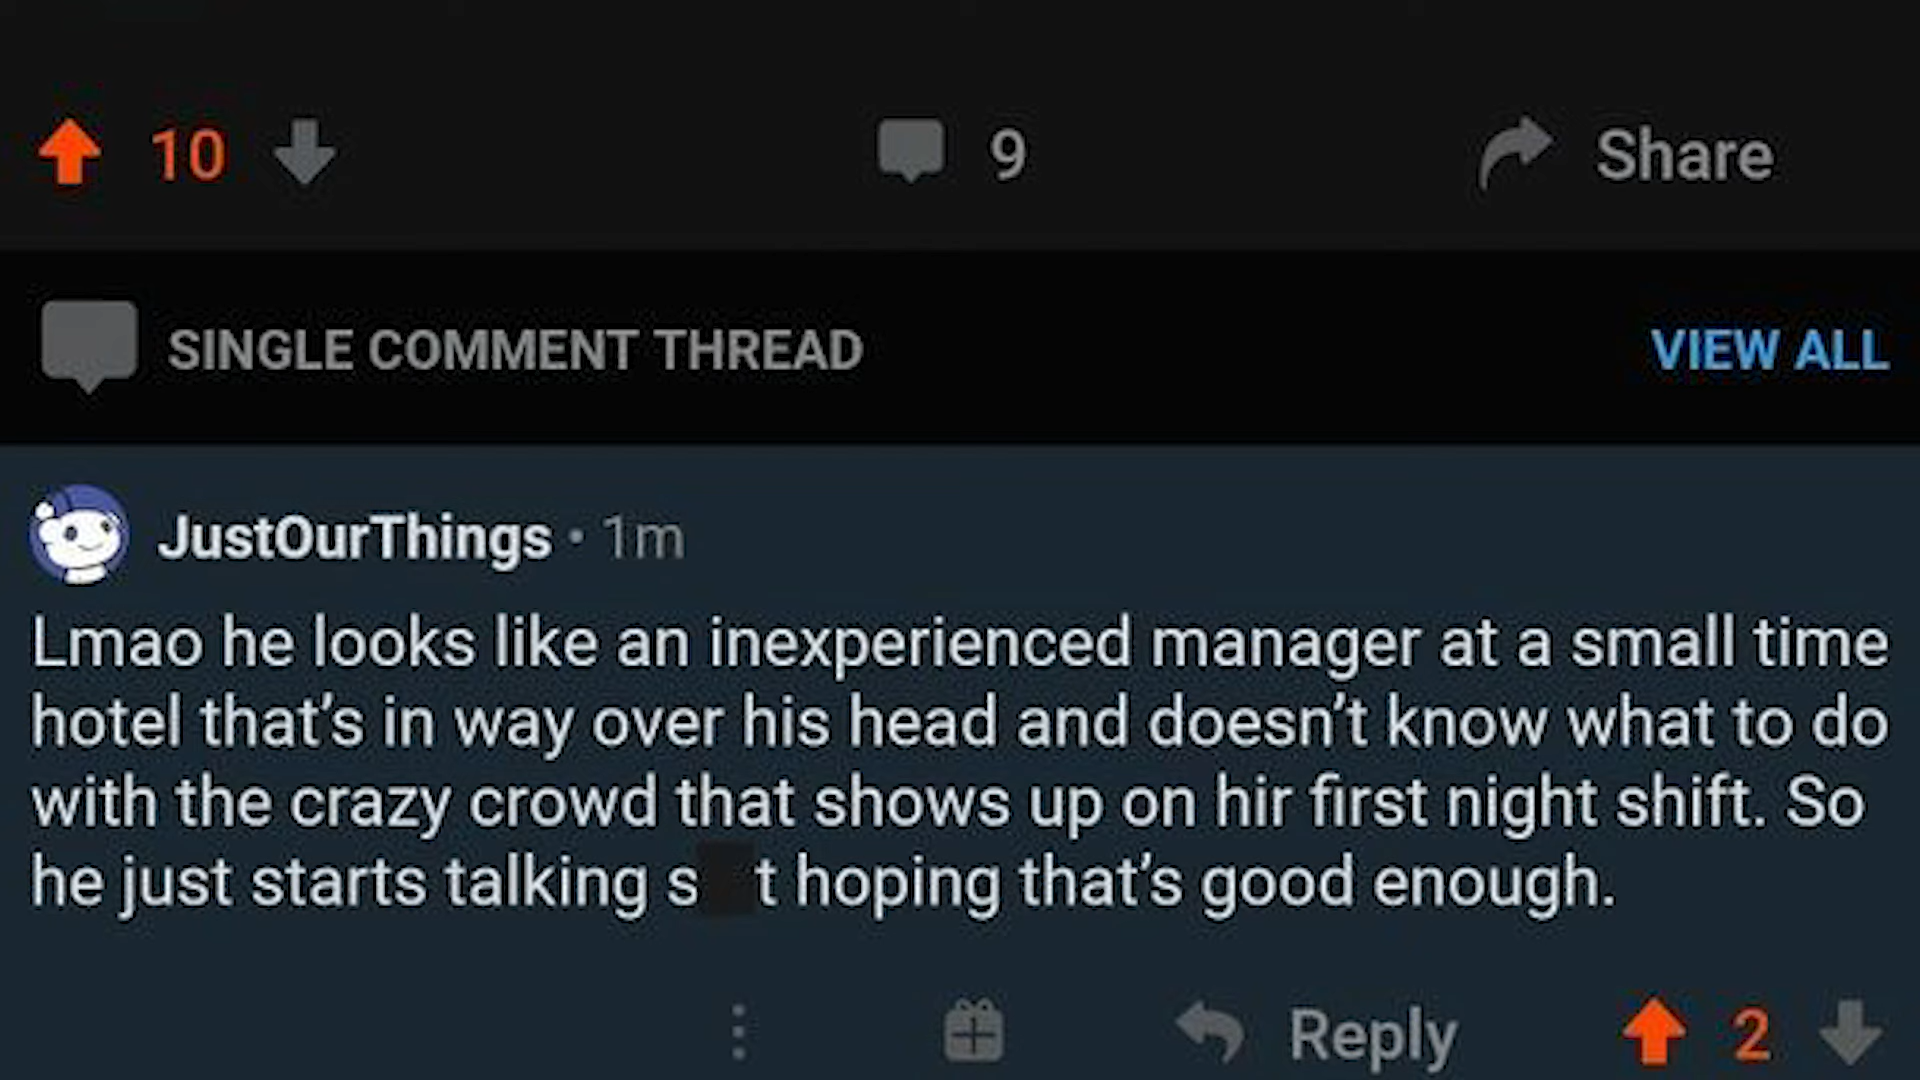 10 9 Share
SINGLE COMMENT THREAD VIEW ALL
JustOurThings • 1m
Lmao he looks like an inexperienced manager at a small time
hotel that's in way over his head and doesn't know what to do
with the crazy crowd that shows up on hir first night shift. So
he just starts talking s t hoping that's good enough.
Reply 2